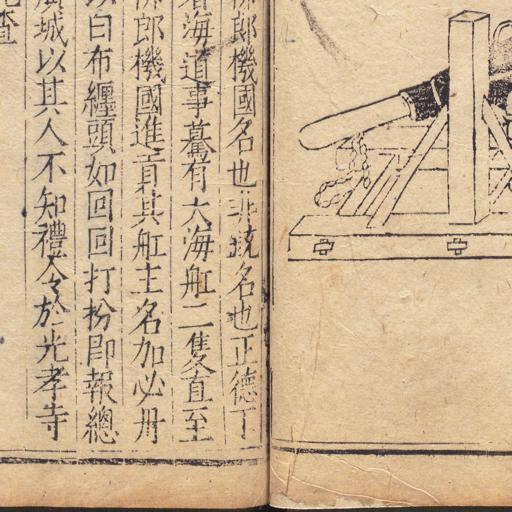 佛郎機國名也非銃名也正德丁
海道事驀有大海舡二隻直至
佛郎機國進貢其舡主名加必丹
以白布纏頭如回回打扮即報總
廣城以其人不知禮令於光孝寺
查